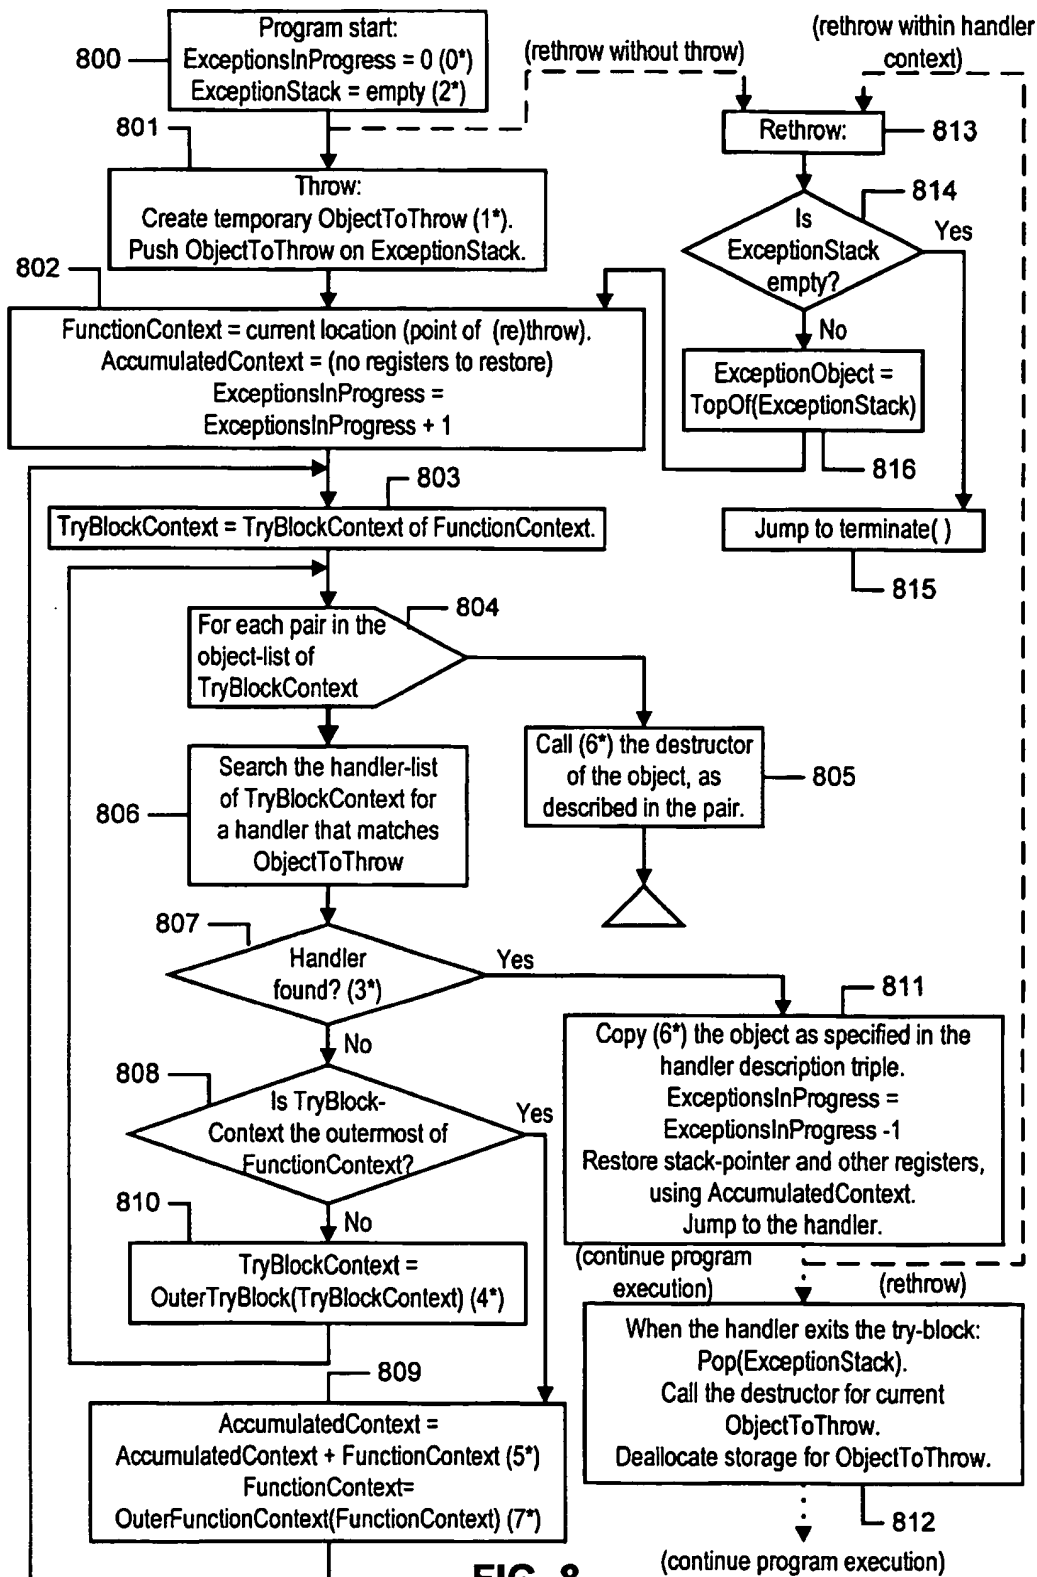 Program start:
ExceptionsInProgress = 0 (0*)
ExceptionStack = empty (2*)
800
(rethrow without throw)
(rethrow within handler
context)
801
Throw:
Create temporary ObjectToThrow (1*).
Push ObjectToThrow on ExceptionStack.
Rethrow:
813
814
Is
ExceptionStack
empty?
Yes
No
802
FunctionContext = current location (point of (re)throw).
AccumulatedContext = (no registers to restore)
ExceptionsInProgress =
ExceptionsInProgress + 1
ExceptionObject =
TopOf(ExceptionStack)
816
803
TryBlockContext = TryBlockContext of FunctionContext.
Jump to terminate( )
815
804
For each pair in the
object-list of
TryBlockContext
Call (6*) the destructor
of the object, as
described in the pair.
805
806
Search the handler-list
of TryBlockContext for
a handler that matches
ObjectToThrow
807
Handler
found? (3*)
Yes
No
811
Copy (6*) the object as specified in the
handler description triple.
ExceptionsInProgress =
ExceptionsInProgress -1
Restore stack-pointer and other registers,
using AccumulatedContext.
Jump to the handler.
808
Is TryBlock-
Context the outermost of
FunctionContext?
Yes
No
810
TryBlockContext =
OuterTryBlock(TryBlockContext) (4*)
(continue program
execution)
(rethrow)
When the handler exits the try-block:
Pop(ExceptionStack).
Call the destructor for current
ObjectToThrow.
Deallocate storage for ObjectToThrow.
812
809
AccumulatedContext =
AccumulatedContext + FunctionContext (5*)
FunctionContext=
OuterFunctionContext(FunctionContext) (7*)
(continue program execution)
FIG. 8